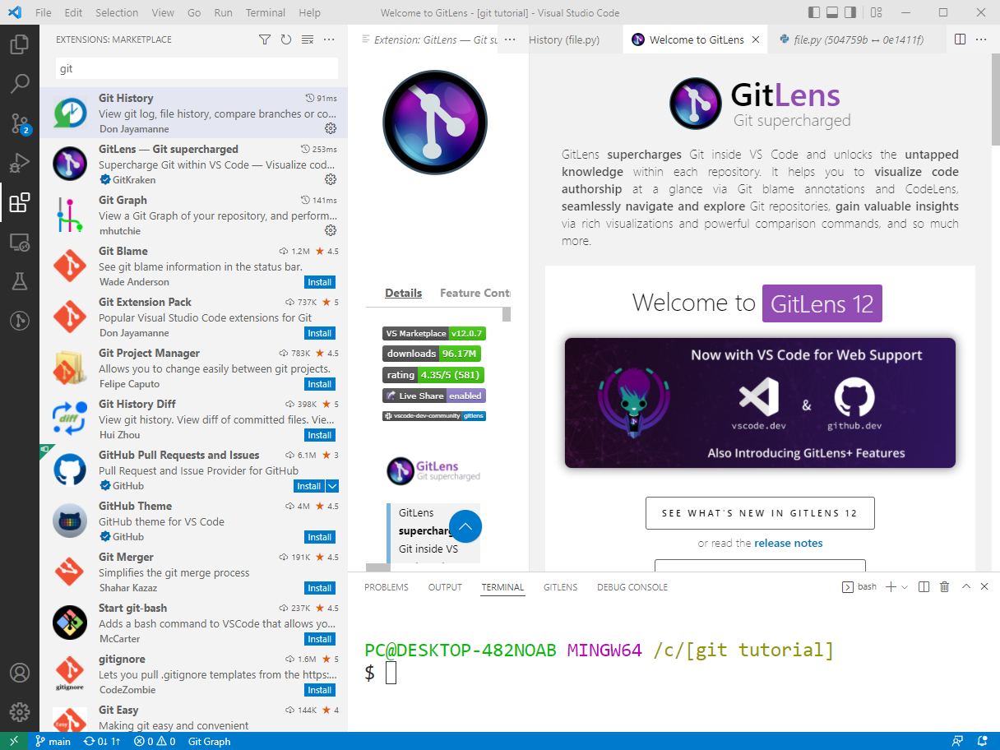 File Edit Selection View Go Run Terminal Help
Welcome to GitLens - [git tutorial] - Visual Studio Code
EXTENSIONS: MARKETPLACE
git
Git History 91ms
View git log, file history, compare branches or co...
Don Jayamanne
GitLens — Git supercharged 253ms
Supercharge Git within VS Code — Visualize cod...
GitKraken
Git Graph 141ms
View a Git Graph of your repository, and perform...
mhutchie
Git Blame 1.2M 4.5
See git blame information in the status bar.
Wade Anderson Install
Git Extension Pack 737K 5
Popular Visual Studio Code extensions for Git
Don Jayamanne Install
Git Project Manager 783K 4.5
Allows you to change easily between git projects.
Felipe Caputo Install
diff
Git History Diff 398K 5
View git history. View diff of committed files. Vie...
Hui Zhou Install
GitHub Pull Requests and Issues 6.1M 3
Pull Request and Issue Provider for GitHub
GitHub Install
GitHub Theme 4M 4.5
GitHub theme for VS Code
GitHub Install
Git Merger 191K 4.5
Simplifies the git merge process
Shahar Kazaz Install
Start git-bash 237K 4.5
Adds a bash command to VSCode that allows yo...
McCarter Install
gitignore 1.6M 5
Lets you pull .gitignore templates from the https:...
CodeZombie Install
gitignore
Git Easy 144K 4
Making git easy and convenient
Easy
2
Extension: GitLens — Git su ···
History (file.py)
Welcome to GitLens
file.py (504759b ↔ 0e1411f)
Details Feature Cont
VS Marketplace v12.0.7
downloads 96.17M
rating 4.35/5 (581)
Live Share enabled
vscode-dev-community gitlens
GitLens
Git supercharged
GitLens
supercharg
Git inside VS
GitLens
Git supercharged
GitLens supercharges Git inside VS Code and unlocks the untapped
knowledge within each repository. It helps you to visualize code
authorship at a glance via Git blame annotations and CodeLens,
seamlessly navigate and explore Git repositories, gain valuable insights
via rich visualizations and powerful comparison commands, and so much
more.
Welcome to GitLens 12
Now with VS Code for Web Support
vscode.dev & github.dev
Also Introducing GitLens+ Features
SEE WHAT'S NEW IN GITLENS 12
or read the release notes
PROBLEMS OUTPUT TERMINAL GITLENS DEBUG CONSOLE
bash
PC@DESKTOP-482NOAB MINGW64 /c/[git tutorial]
$
main 0↓ 1↑ 0 0 Git Graph